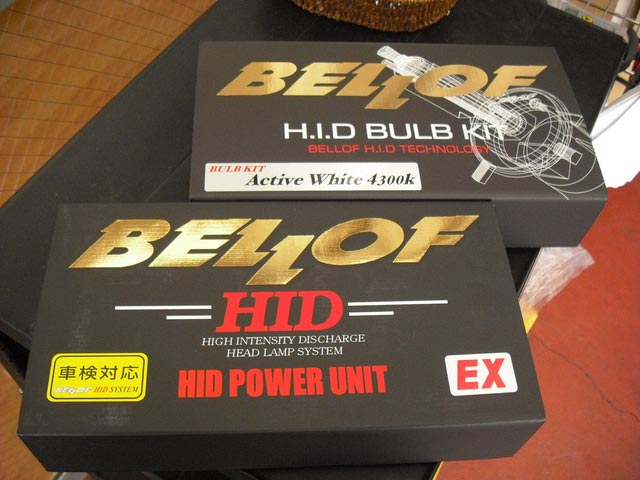 BELLOF
H.I.D BULB KIT
BELLOF H.I.D TECHNOLOGY
BULB KIT
Active White 4300k
BELLOF
HID
HIGH INTENSITY DISCHARGE
HEAD LAMP SYSTEM
車検対応
BELLOF HID SYSTEM
HID POWER UNIT
EX